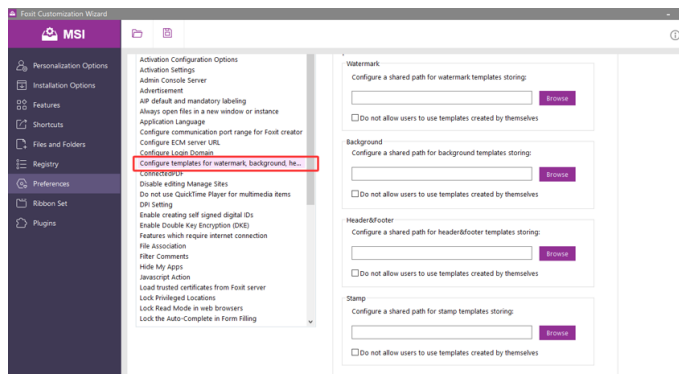 Foxit Customization Wizard
MSI
Personalization Options
Installation Options
Features
Shortcuts
Files and Folders
Registry
Preferences
Ribbon Set
Plugins
Activation Configuration Options
Activation Settings
Admin Console Server
Advertisement
AIP default and mandatory labeling
Always open files in a new window or instance
Application Language
Configure communication port range for Foxit creator
Configure ECM server URL
Configure Login Domain
Configure templates for watermark, background, he...
ConnectedPDF
Disable editing Manage Sites
Do not use QuickTime Player for multimedia items
DPI Setting
Enable creating self signed digital IDs
Enable Double Key Encryption (DKE)
Features which require internet connection
File Association
Filter Comments
Hide My Apps
Javascript Action
Load trusted certificates from Foxit server
Lock Privileged Locations
Lock Read Mode in web browsers
Lock the Auto-Complete in Form Filling
Watermark
Configure a shared path for watermark templates storing:
Browse
Do not allow users to use templates created by themselves
Background
Configure a shared path for background templates storing:
Browse
Do not allow users to use templates created by themselves
Header&Footer
Configure a shared path for header&footer templates storing:
Browse
Do not allow users to use templates created by themselves
Stamp
Configure a shared path for stamp templates storing:
Browse
Do not allow users to use templates created by themselves